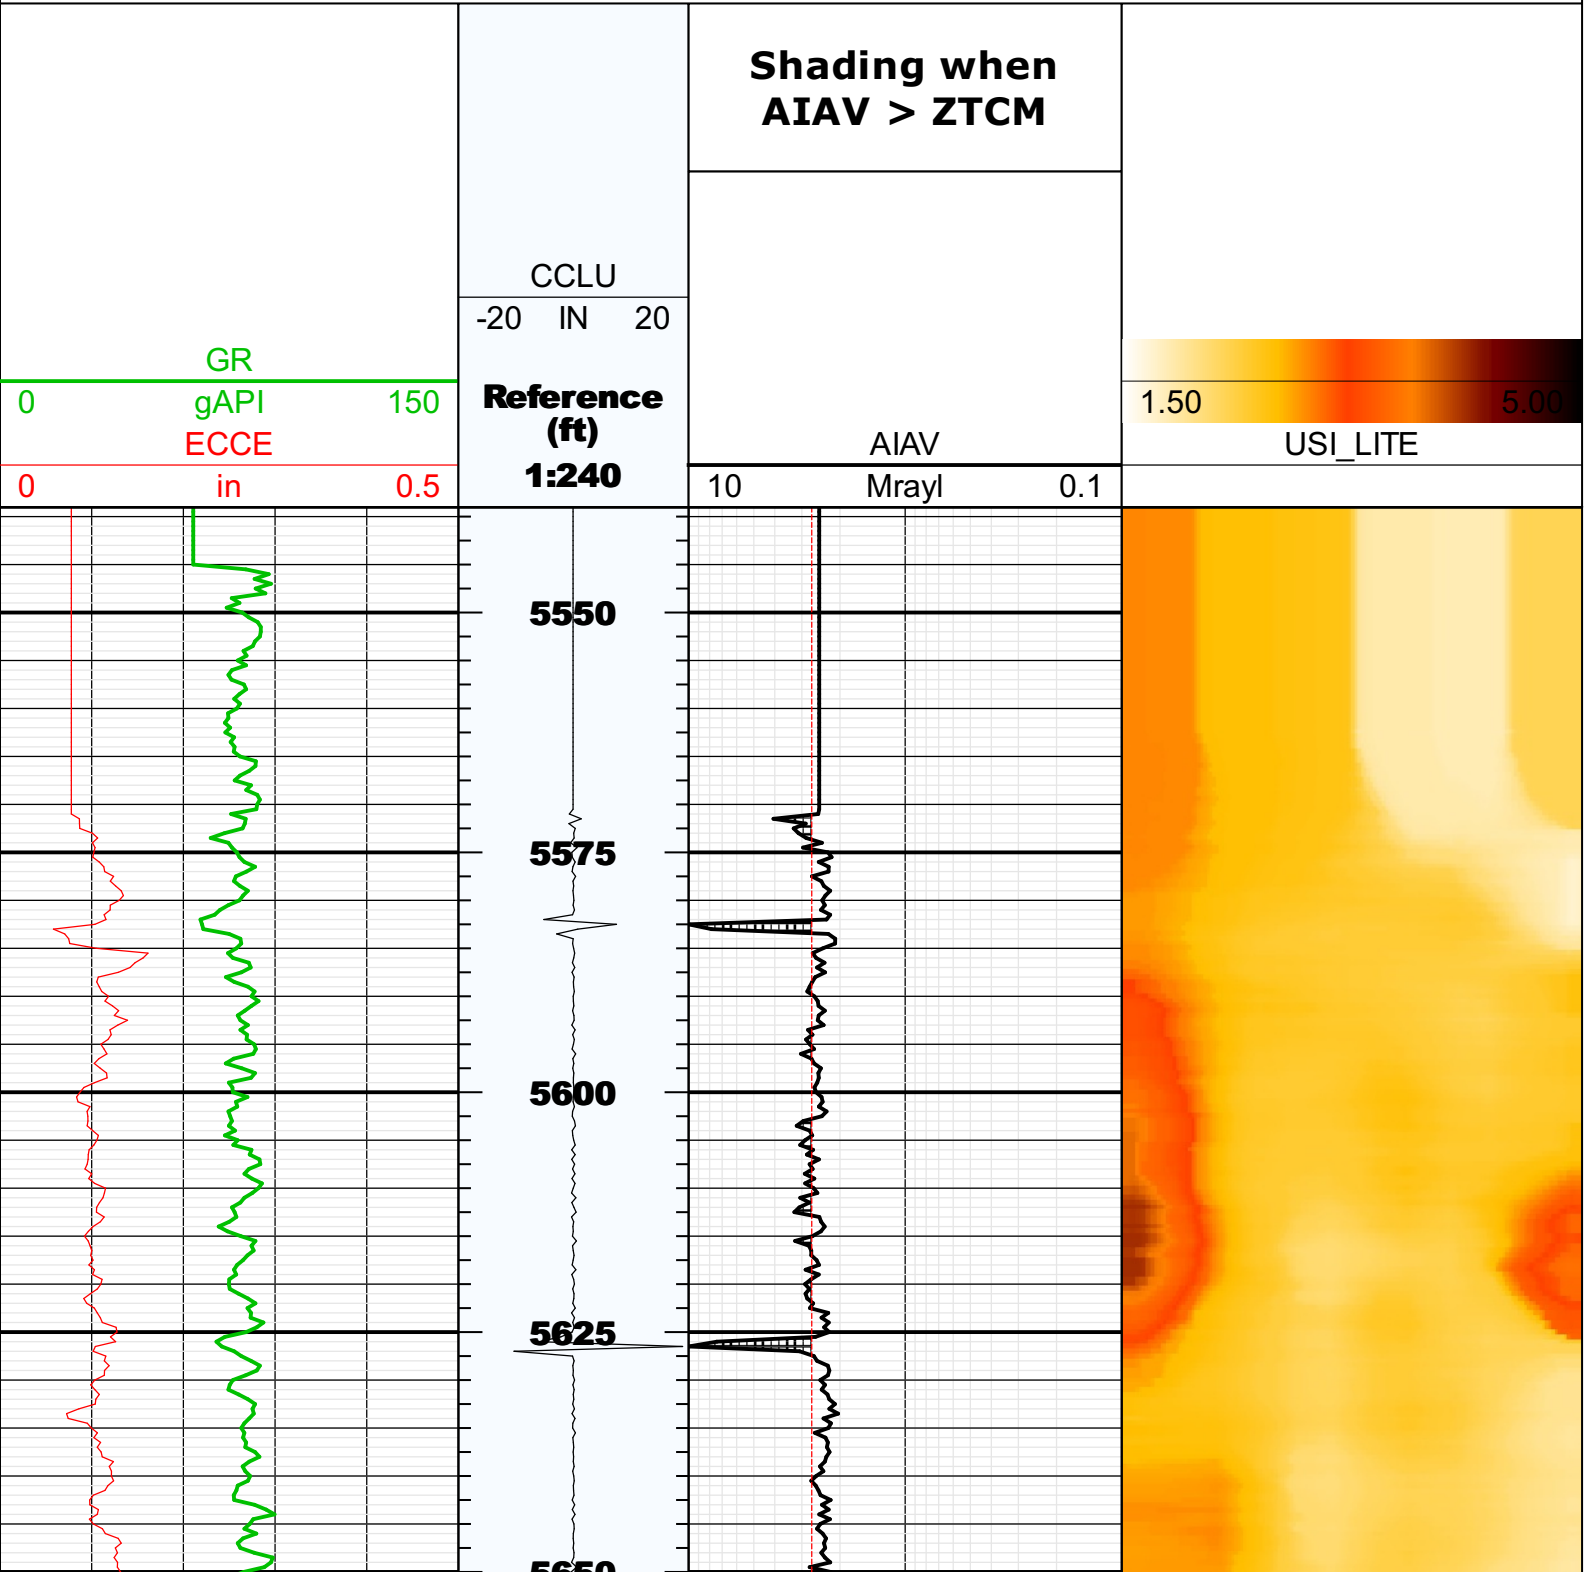 Shading when
AIAV > ZTCM
CCLU
-20 IN 20
GR
0 gAPI 150
ECCE
0 in 0.5
Reference
(ft)
1:240
AIAV
10 Mrayl 0.1
1.50 5.00
USI_LITE
5550
5575
5600
5625
5650